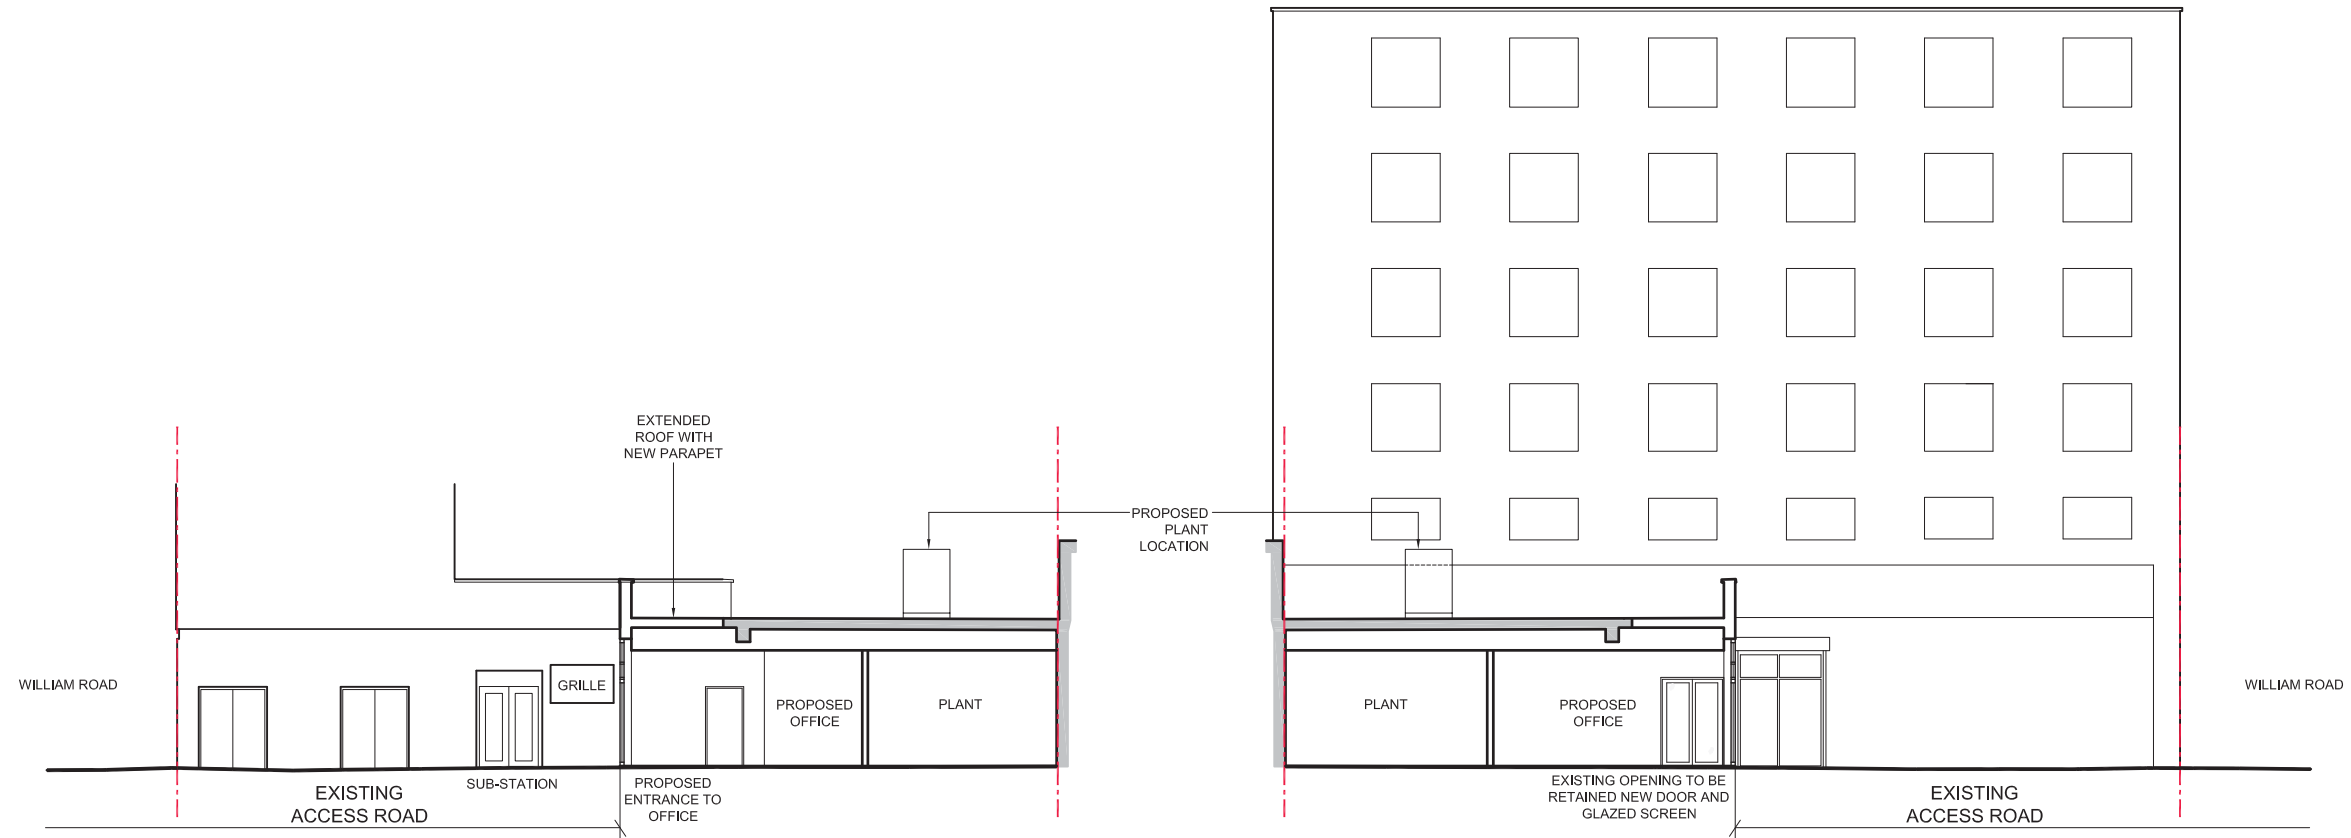 EXTENDED
ROOF WITH
NEW PARAPET
PROPOSED
PLANT
LOCATION
WILLIAM ROAD
GRILLE
PROPOSED
OFFICE
PLANT
PLANT
PROPOSED
OFFICE
WILLIAM ROAD
SUB-STATION
EXISTING
ACCESS ROAD
PROPOSED
ENTRANCE TO
OFFICE
EXISTING OPENING TO BE
RETAINED NEW DOOR AND
GLAZED SCREEN
EXISTING
ACCESS ROAD